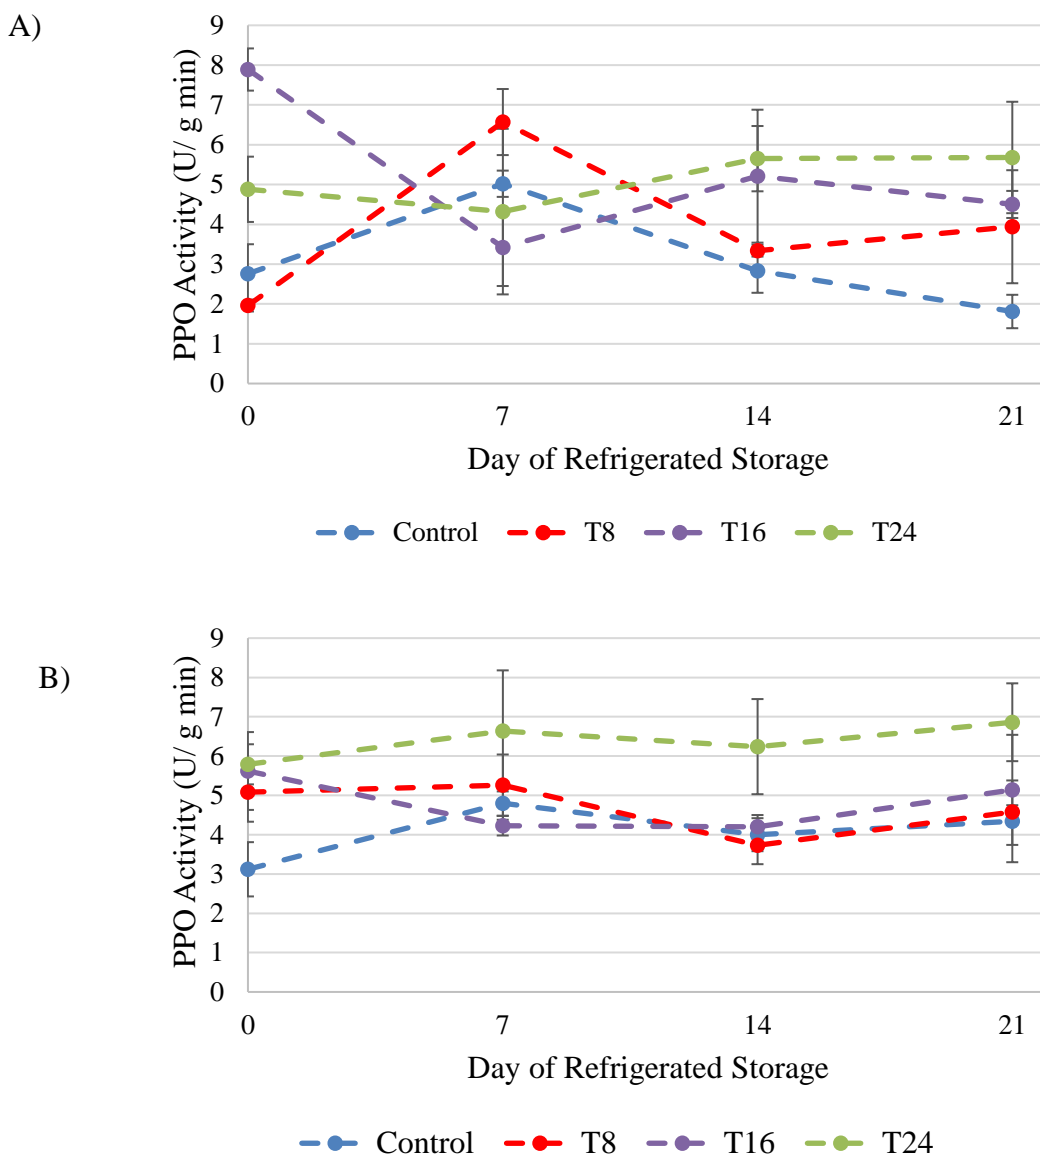 A)
PPO Activity (U/ g min)
9
8
7
6
5
4
3
2
1
0
0 7 14 21
Day of Refrigerated Storage
Control T8 T16 T24
B)
PPO Activity (U/ g min)
9
8
7
6
5
4
3
2
1
0
0 7 14 21
Day of Refrigerated Storage
Control T8 T16 T24